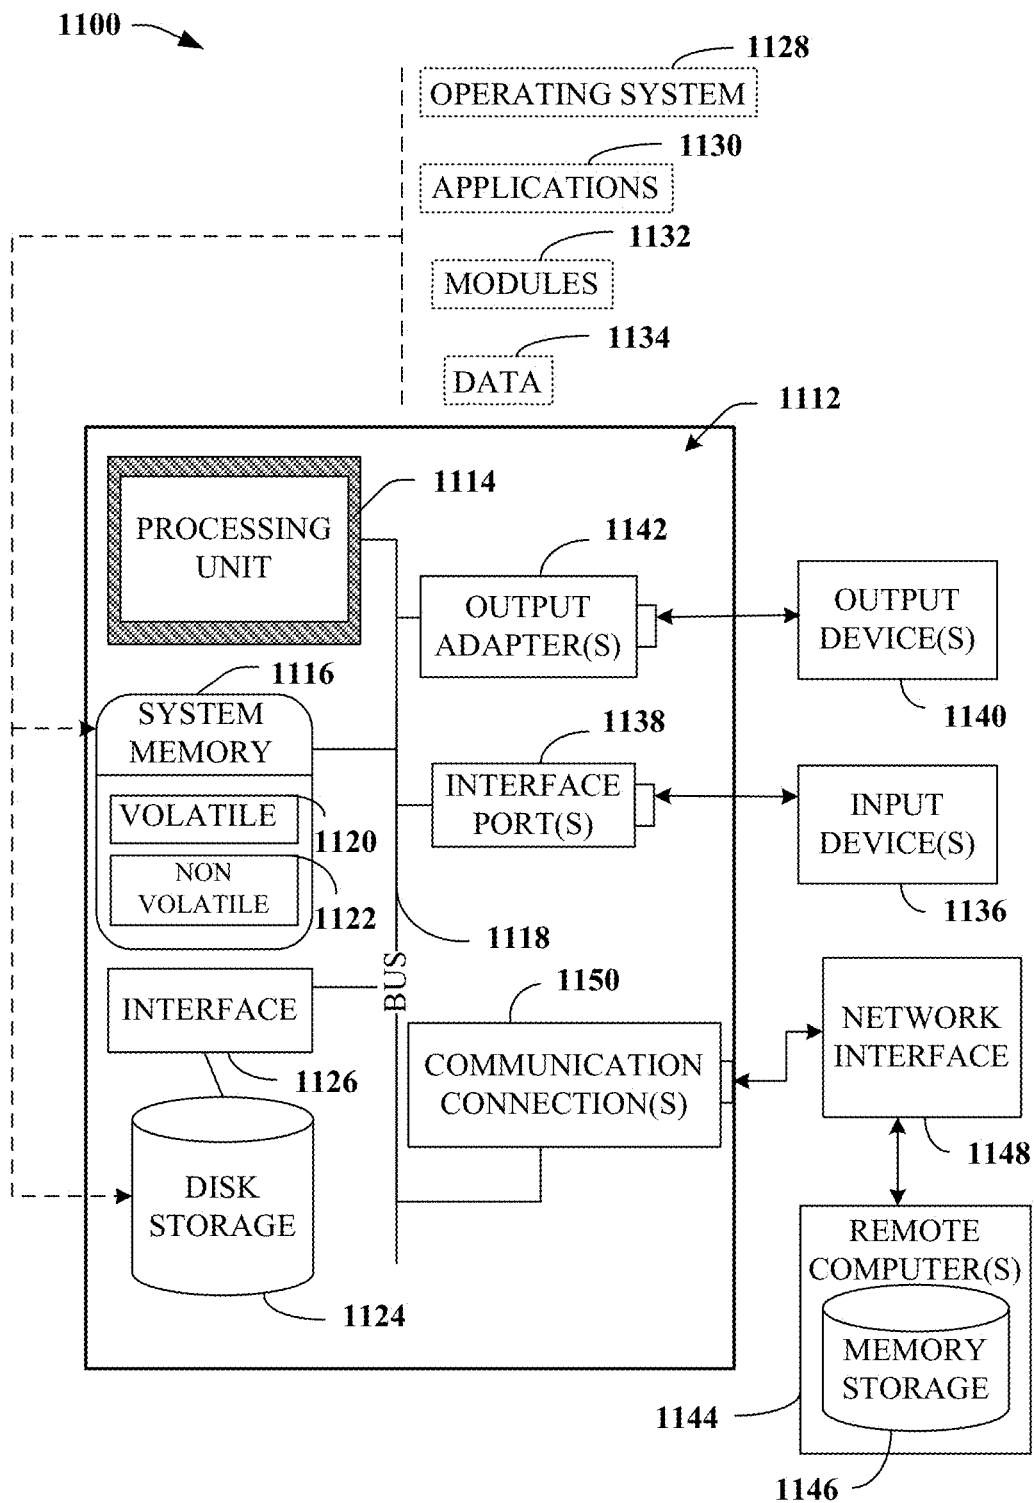 1100
1128
OPERATING SYSTEM
1130
APPLICATIONS
1132
MODULES
1134
DATA
1112
1114
PROCESSING
UNIT
1142
OUTPUT
ADAPTER(S)
OUTPUT
DEVICE(S)
1140
1116
SYSTEM
MEMORY
VOLATILE
1120
NON
VOLATILE
1122
1138
INTERFACE
PORT(S)
INPUT
DEVICE(S)
1136
1118
BUS
INTERFACE
1126
1150
COMMUNICATION
CONNECTION(S)
NETWORK
INTERFACE
1148
DISK
STORAGE
1124
REMOTE
COMPUTER(S)
MEMORY
STORAGE
1144
1146